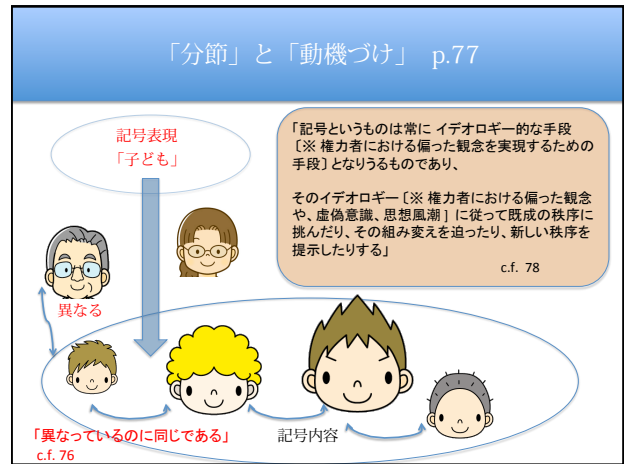 「分節」と「動機づけ」 p.77
記号表現
「子ども」
「記号というものは常に イデオロギー的な手段
〔※ 権力者における偏った観念を実現するための
手段〕となりうるものであり、
そのイデオロギー〔※ 権力者における偏った観念
や、虚偽意識、思想風潮］に従って既成の秩序に
挑んだり、その組み変えを迫ったり、新しい秩序を
提示したりする」
c.f. 78
異なる
「異なっているのに同じである」
c.f. 76
記号内容